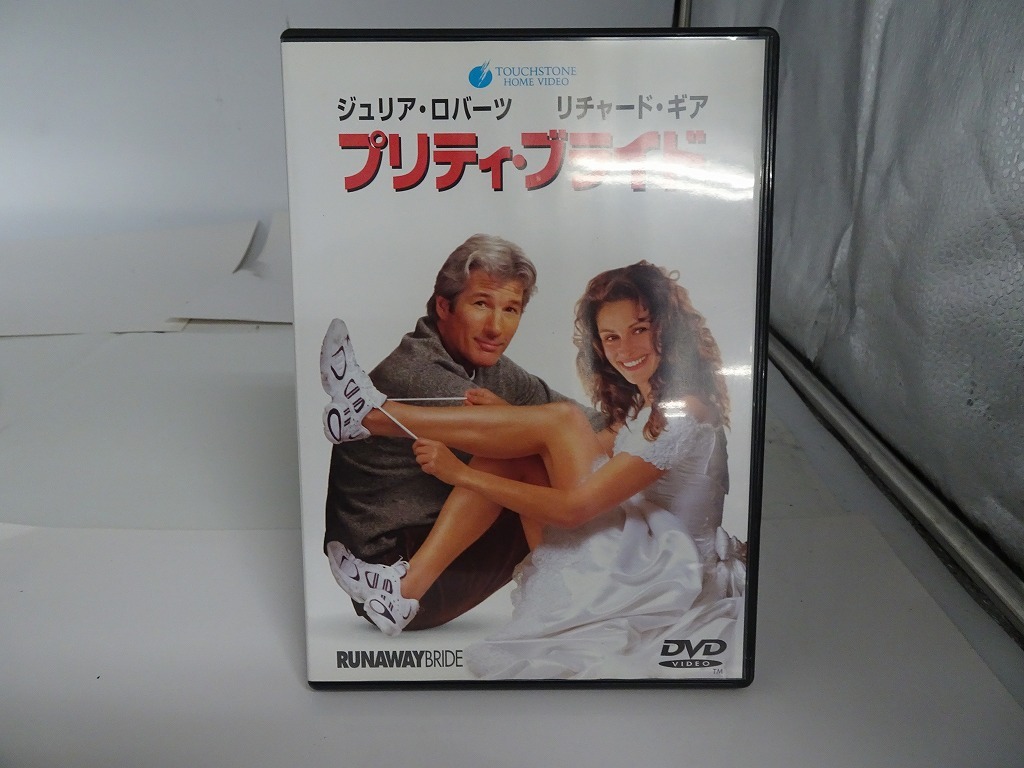 TOUCHSTONE
HOME VIDEO
ジュリア・ロバーツ リチャード・ギア
プリティ・ブライド
RUNAWAYBRIDE
DVD
VIDEO
TM